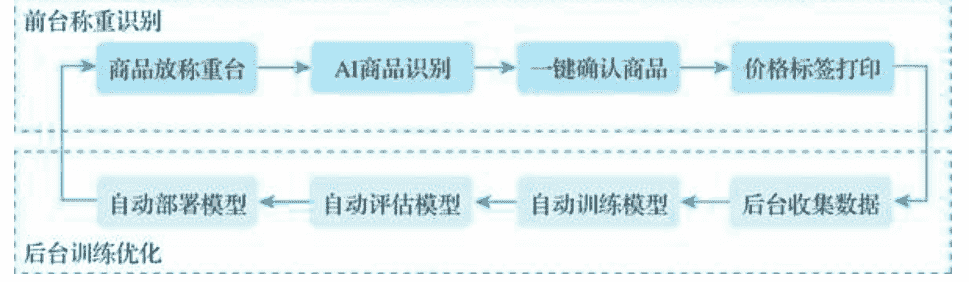 前台称重识别
商品放称重台
AI商品识别
一键确认商品
价格标签打印
自动部署模型
自动评估模型
自动训练模型
后台收集数据
后台训练优化